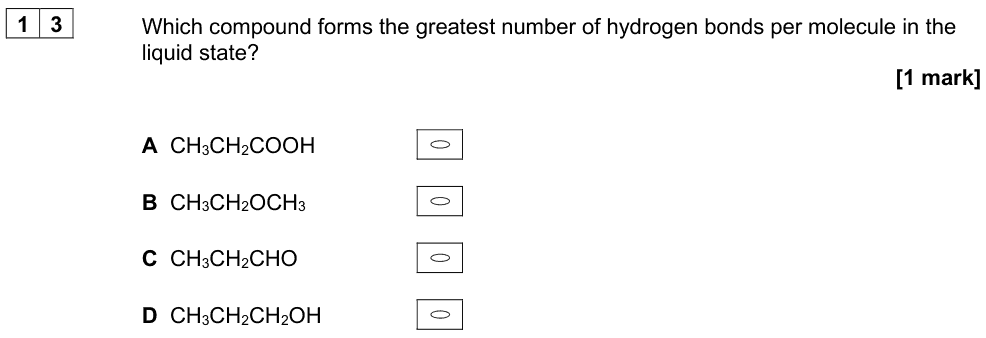 1 3 Which compound forms the greatest number of hydrogen bonds per molecule in the
liquid state?
[1 mark]
A CH₃CH₂COOH
B CH₃CH₂OCH₃
C CH₃CH₂CHO
D CH₃CH₂CH₂OH